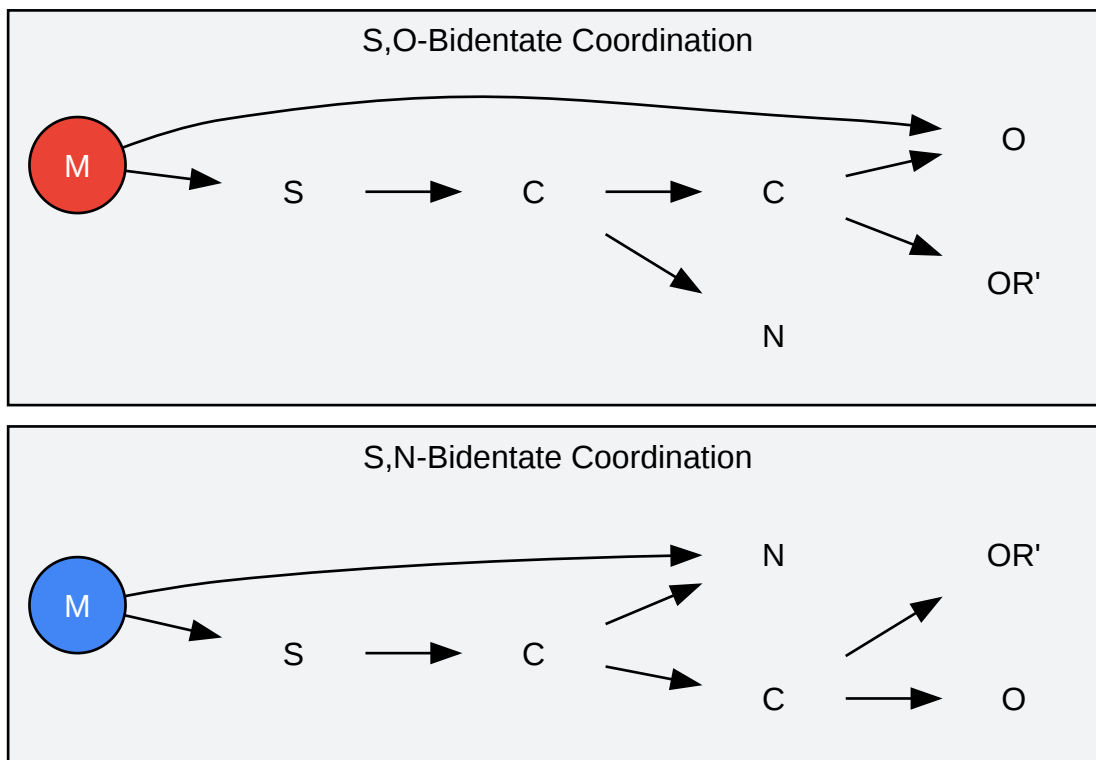 S,O-Bidentate Coordination
M
S
C
C
O
N
OR'
S,N-Bidentate Coordination
M
S
C
N
OR'
C
O